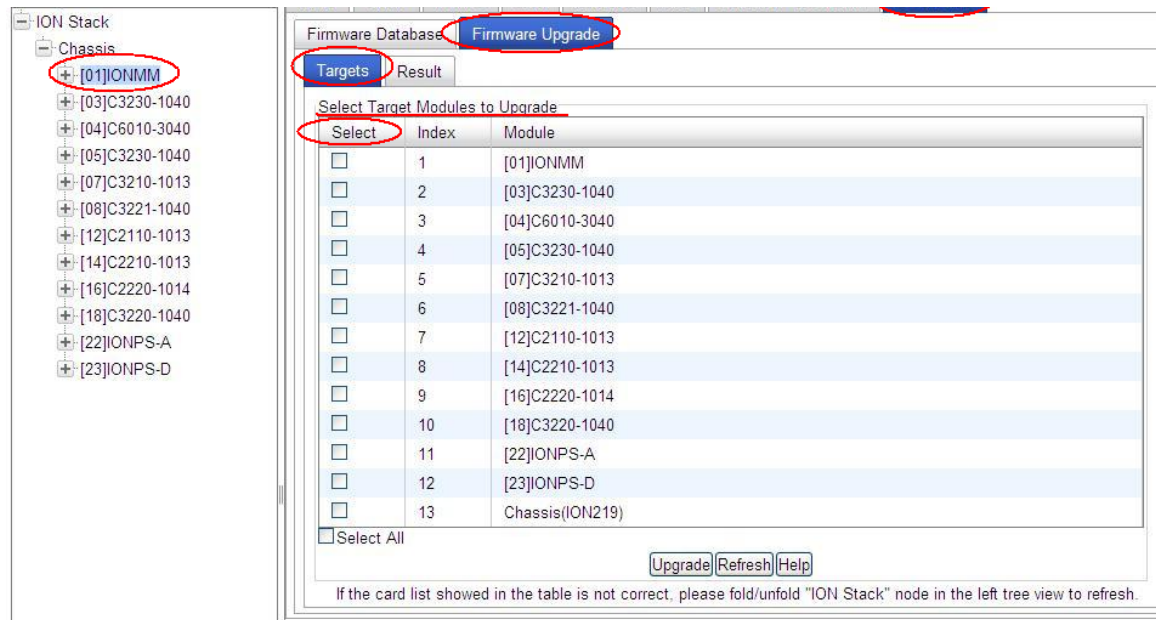 ION Stack
Chassis
[01]IONMM
[03]C3230-1040
[04]C6010-3040
[05]C3230-1040
[07]C3210-1013
[08]C3221-1040
[12]C2110-1013
[14]C2210-1013
[16]C2220-1014
[18]C3220-1040
[22]IONPS-A
[23]IONPS-D
Firmware Database Firmware Upgrade
Targets Result
Select Target Modules to Upgrade
Select Index Module
1 [01]IONMM
2 [03]C3230-1040
3 [04]C6010-3040
4 [05]C3230-1040
5 [07]C3210-1013
6 [08]C3221-1040
7 [12]C2110-1013
8 [14]C2210-1013
9 [16]C2220-1014
10 [18]C3220-1040
11 [22]IONPS-A
12 [23]IONPS-D
13 Chassis(ION219)
Select All
Upgrade Refresh Help
If the card list showed in the table is not correct, please fold/unfold "ION Stack" node in the left tree view to refresh.